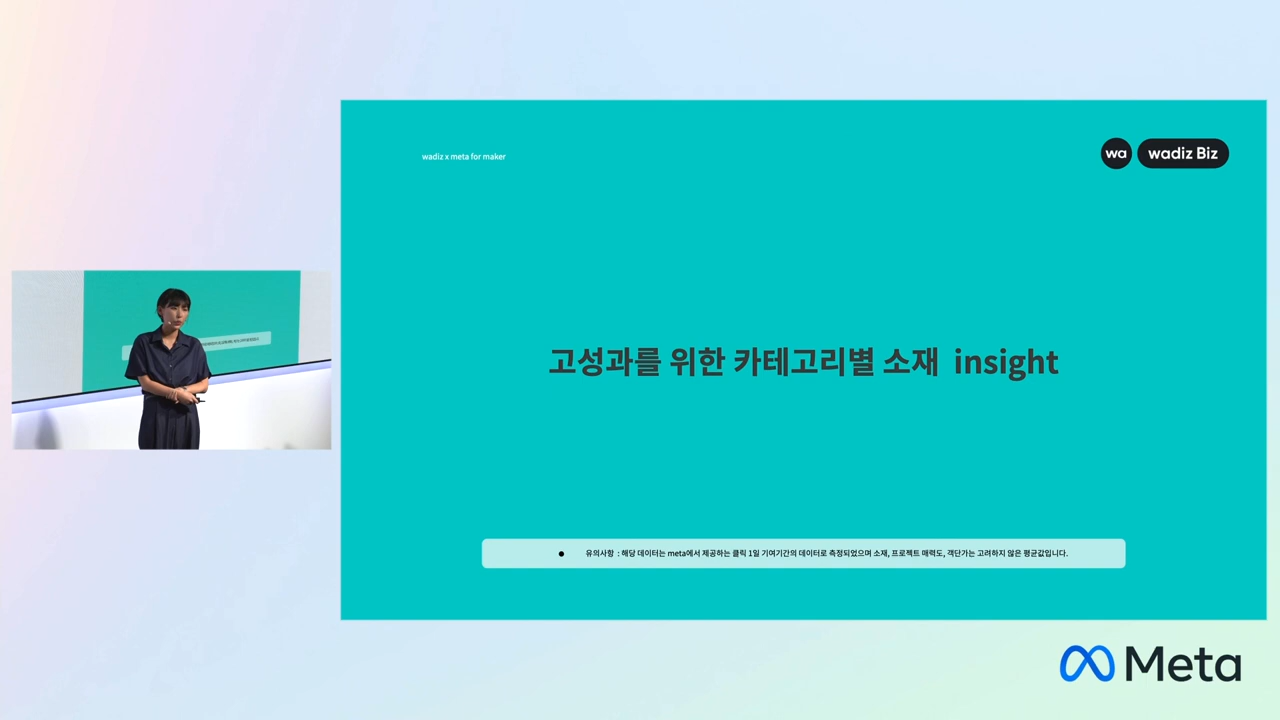 wadiz x meta for maker
wa
wadiz Biz
고성과를 위한 카테고리별 소재 insight
● 유의사항 : 해당 데이터는 meta에서 제공하는 클릭 1일 기여기간의 데이터로 측정되었으며 소재, 프로젝트 매력도, 객단가는 고려하지 않은 평균값입니다.
Meta